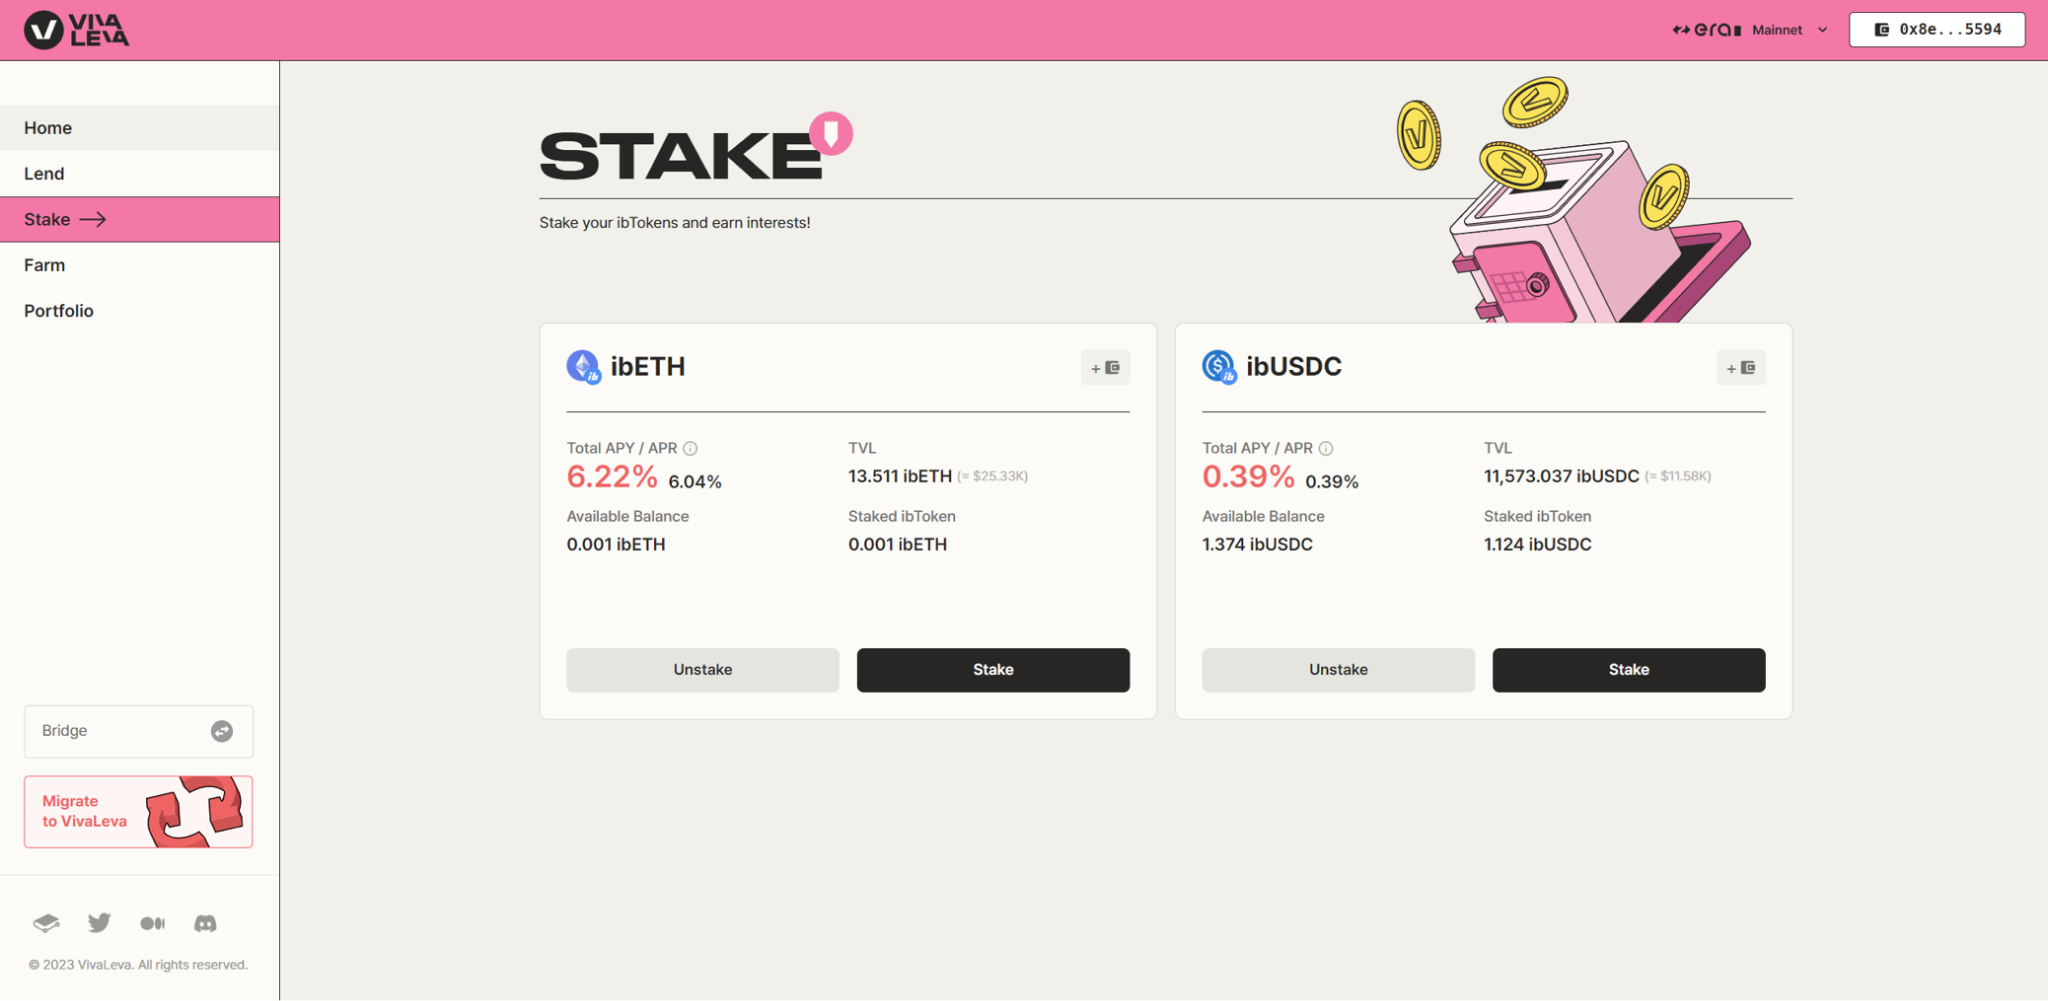 VIVA
LEVA
era
Mainnet
0x8e...5594
Home
Lend
Stake
Farm
Portfolio
Bridge
Migrate
to VivaLeva
© 2023 VivaLeva. All rights reserved.
STAKE
Stake your ibTokens and earn interests!
ib
ibETH
+
Total APY / APR
6.22% 6.04%
TVL
13.511 ibETH (≈ $25.33K)
Available Balance
0.001 ibETH
Staked ibToken
0.001 ibETH
Unstake
Stake
ib
ibUSDC
+
Total APY / APR
0.39% 0.39%
TVL
11,573.037 ibUSDC (≈ $11.58K)
Available Balance
1.374 ibUSDC
Staked ibToken
1.124 ibUSDC
Unstake
Stake